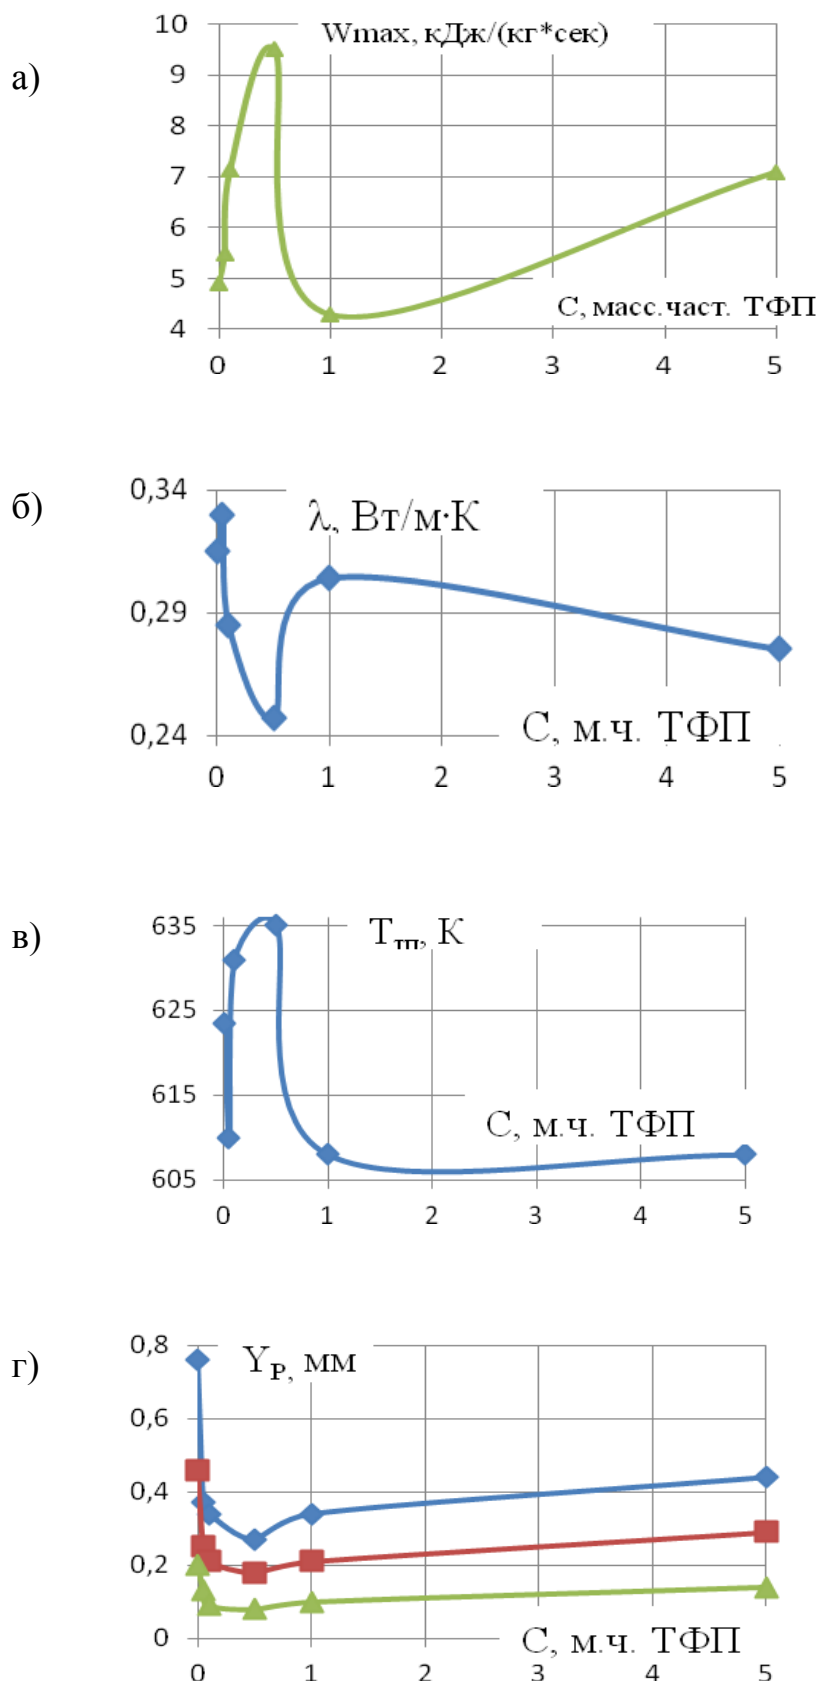 Wmax, кДж/(кг*сек)
а)
10
9
8
7
6
5
4
С, масс.част. ТФП
0 1 2 3 4 5
б)
0,34
λ, Вт/м·К
0,29
0,24
С, м.ч. ТФП
0 1 2 3 4 5
в)
635
Tтп, К
625
615
605
С, м.ч. ТФП
0 1 2 3 4 5
г)
0,8
YР, мм
0,6
0,4
0,2
0
С, м.ч. ТФП
0 1 2 3 4 5